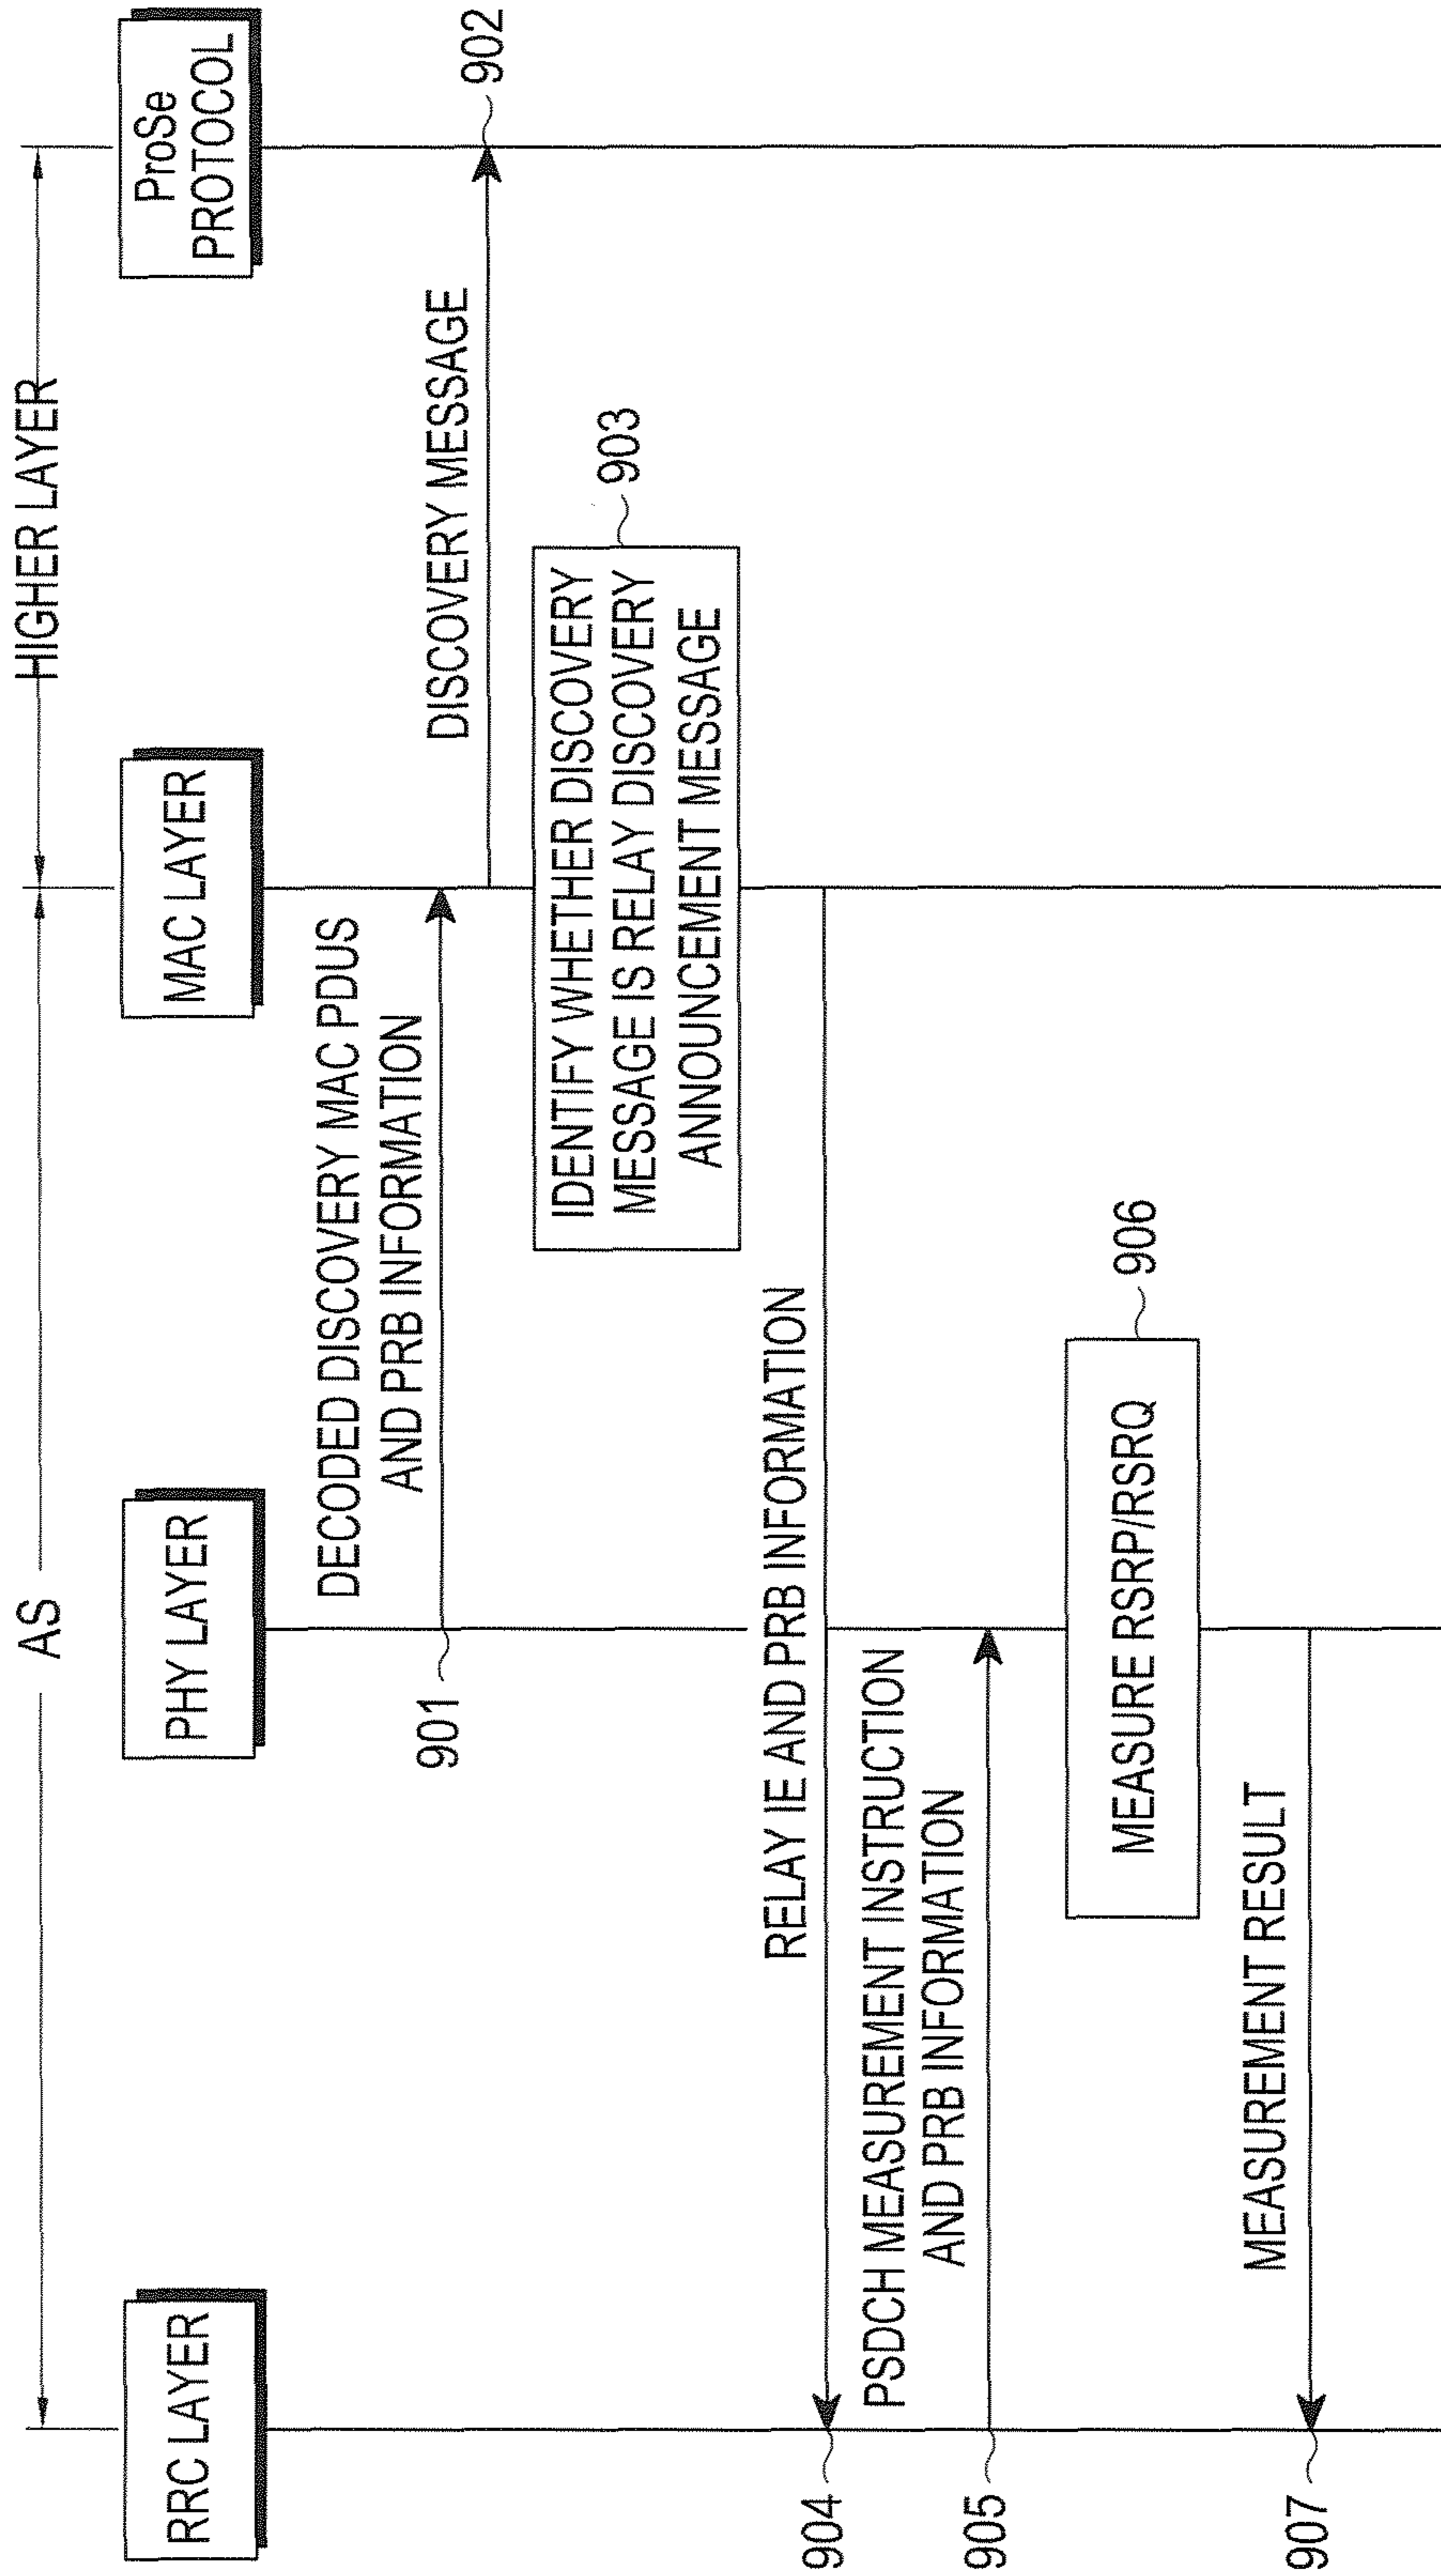 AS
HIGHER LAYER
RRC LAYER
PHY LAYER
MAC LAYER
ProSe
PROTOCOL
DECODED DISCOVERY MAC PDUS
AND PRB INFORMATION
901
DISCOVERY MESSAGE
902
IDENTIFY WHETHER DISCOVERY
MESSAGE IS RELAY DISCOVERY
ANNOUNCEMENT MESSAGE
903
RELAY IE AND PRB INFORMATION
904
PSDCH MEASUREMENT INSTRUCTION
AND PRB INFORMATION
905
MEASURE RSRP/RSRQ
906
MEASUREMENT RESULT
907